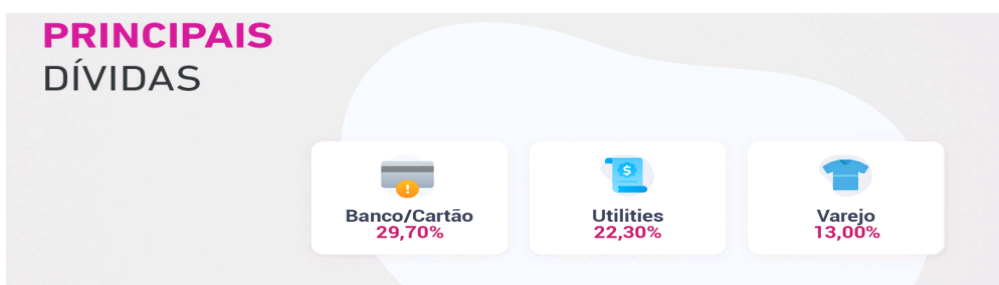 PRINCIPAIS
DÍVIDAS
$
!
Banco/Cartão
29,70%
Utilities
22,30%
Varejo
13,00%